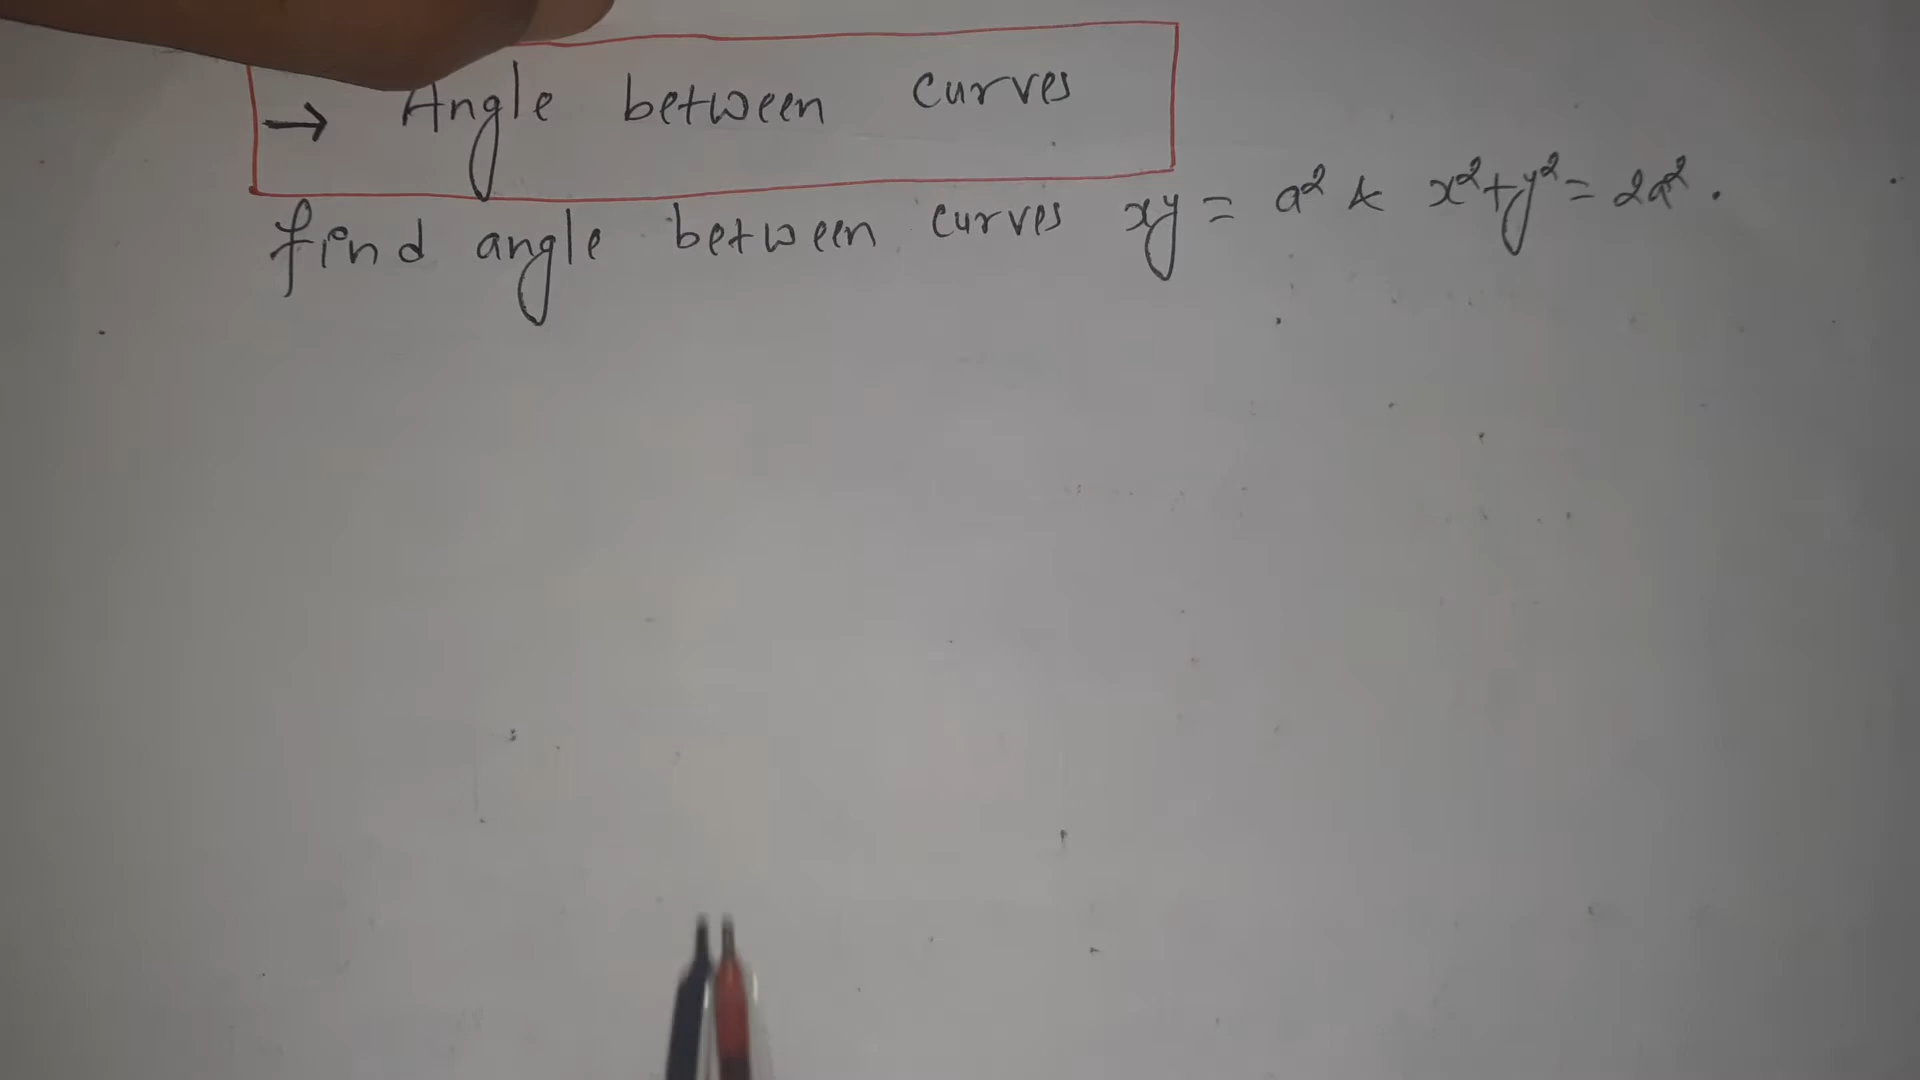 → Angle between curves
find angle between curves xy = a² & x²+y² = 2a².